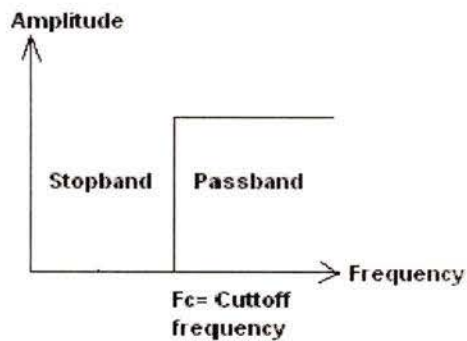 Amplitude
Stopband
Passband
Frequency
Fc= Cuttoff
frequency